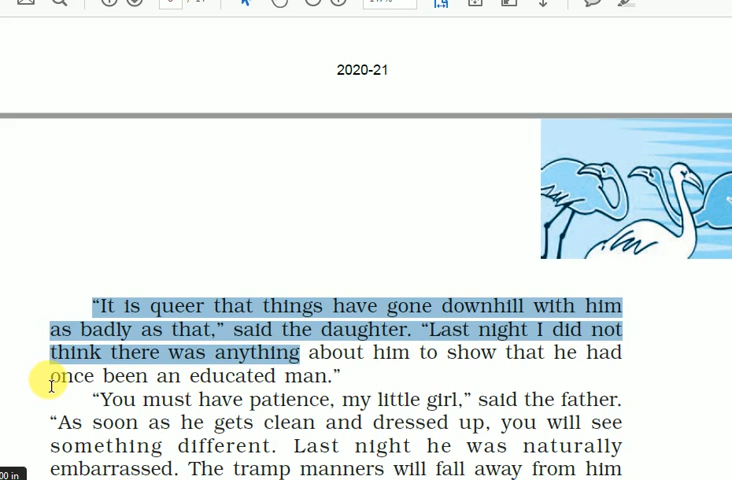 2020-21
“It is queer that things have gone downhill with him
as badly as that,” said the daughter. “Last night I did not
think there was anything about him to show that he had
once been an educated man.”
“You must have patience, my little girl,” said the father.
“As soon as he gets clean and dressed up, you will see
something different. Last night he was naturally
embarrassed. The tramp manners will fall away from him
00 in